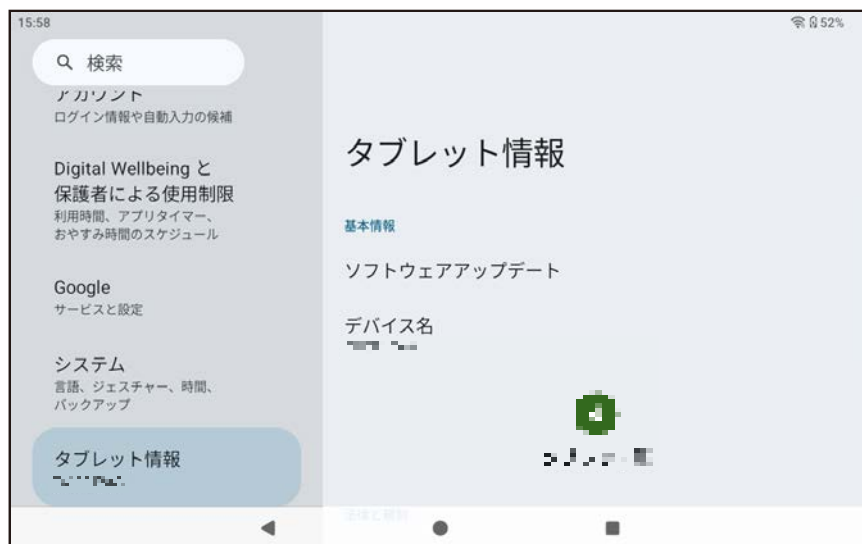 15:58
52%
検索
アカウント
ログイン情報や自動入力の候補
Digital Wellbeing と
保護者による使用制限
利用時間、アプリタイマー、
おやすみ時間のスケジュール
Google
サービスと設定
システム
言語、ジェスチャー、時間、
バックアップ
タブレット情報
タブレット情報
基本情報
ソフトウェアアップデート
デバイス名